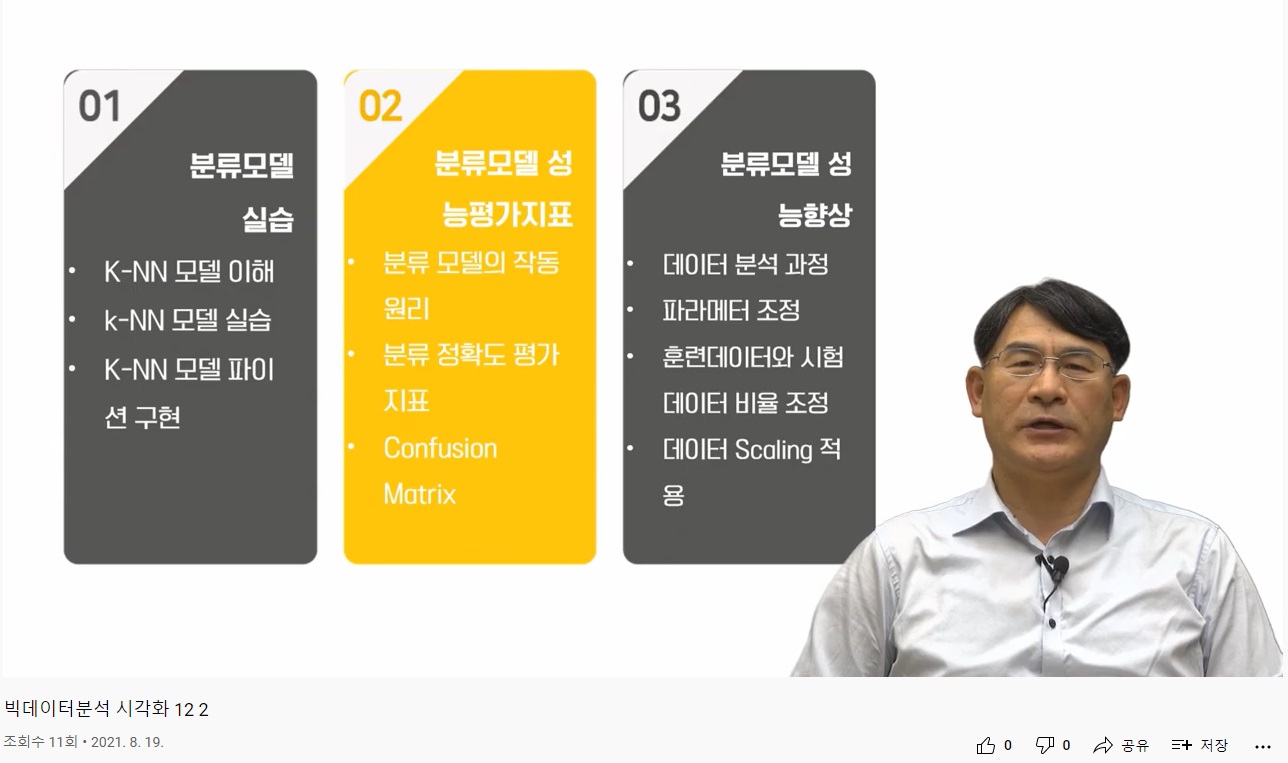 01
분류모델
실습
• K-NN 모델 이해
• k-NN 모델 실습
• K-NN 모델 파이
션 구현
02
분류모델 성
능평가지표
• 분류 모델의 작동
원리
• 분류 정확도 평가
지표
• Confusion
Matrix
03
분류모델 성
능향상
• 데이터 분석 과정
• 파라메터 조정
• 훈련데이터와 시험
데이터 비율 조정
• 데이터 Scaling 적
용
빅데이터분석 시각화 12 2
조회수 11회 • 2021. 8. 19.
0 0 공유 저장